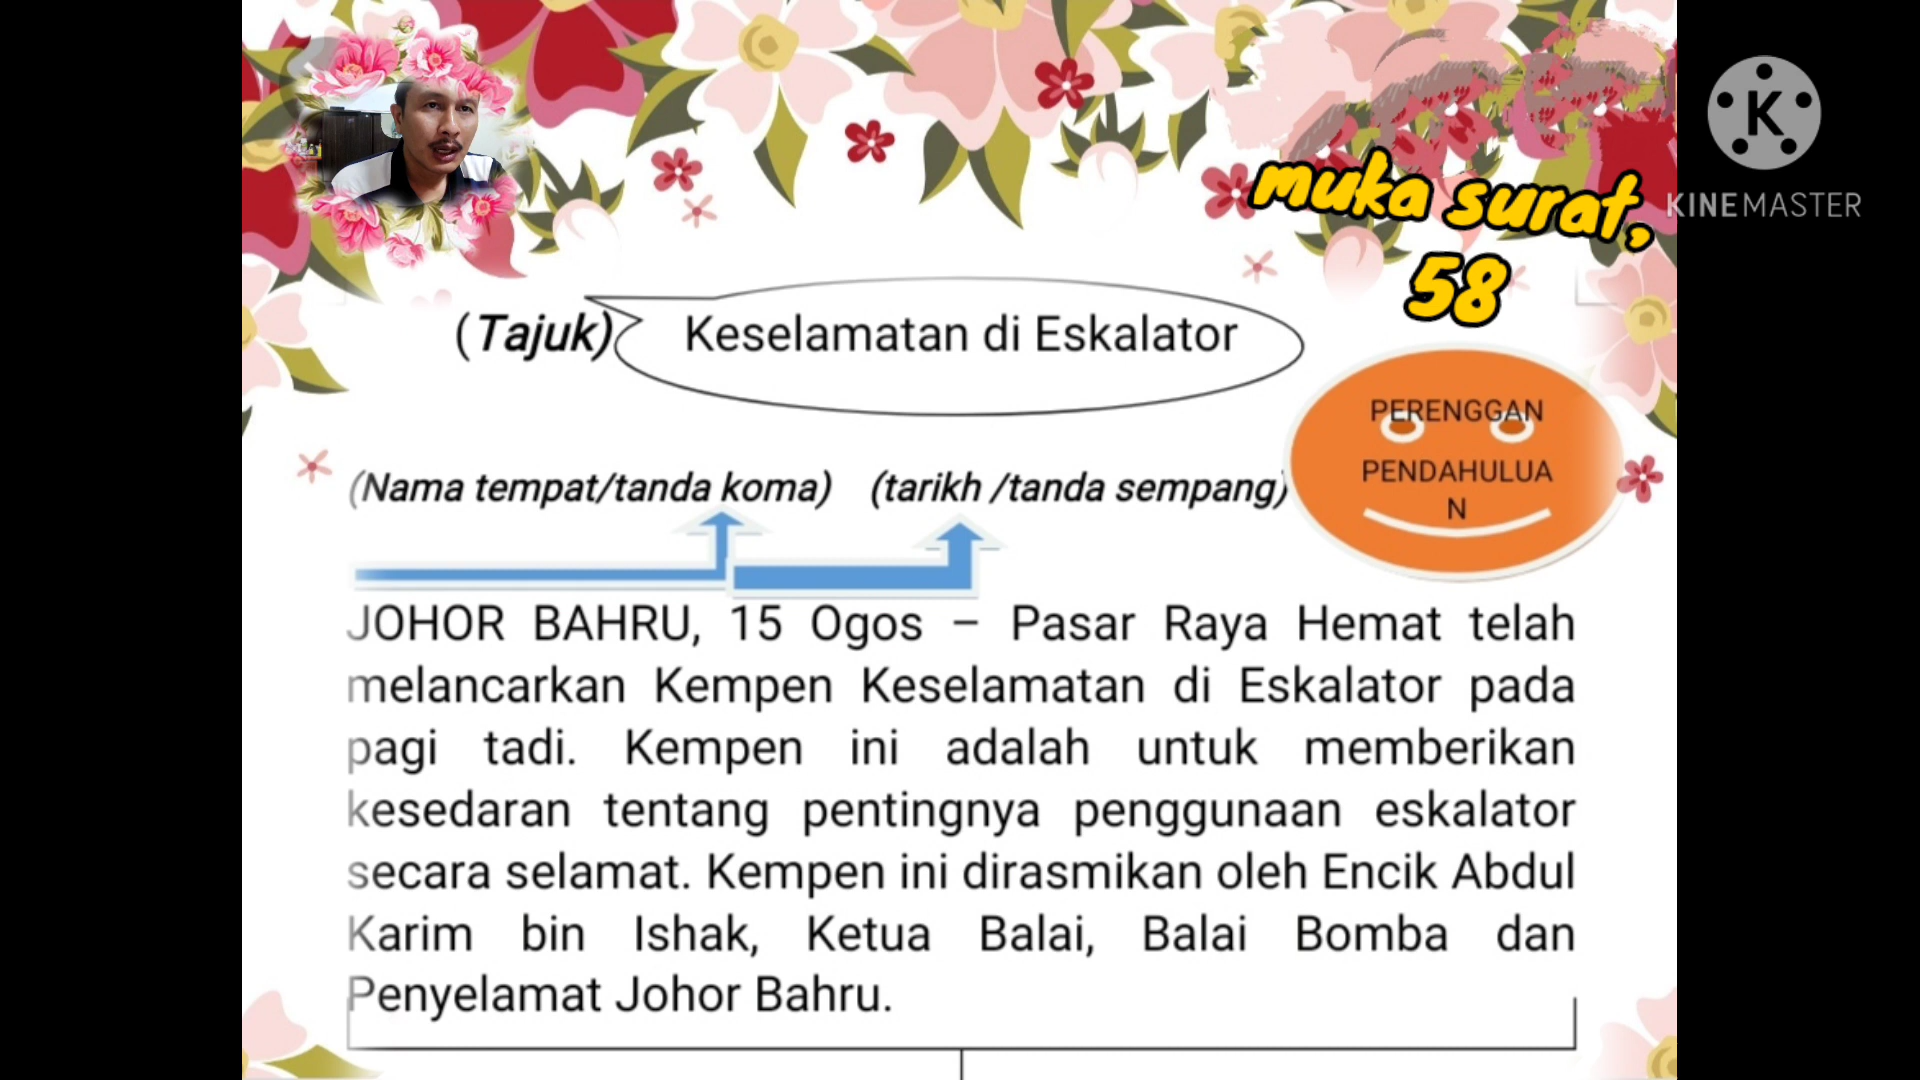 muka surat,
58
K
KINEMASTER
(Tajuk)
Keselamatan di Eskalator
PERENGGAN
PENDAHULUA
N
(Nama tempat/tanda koma) (tarikh /tanda sempang)
JOHOR BAHRU, 15 Ogos – Pasar Raya Hemat telah
melancarkan Kempen Keselamatan di Eskalator pada
pagi tadi. Kempen ini adalah untuk memberikan
kesedaran tentang pentingnya penggunaan eskalator
secara selamat. Kempen ini dirasmikan oleh Encik Abdul
Karim bin Ishak, Ketua Balai, Balai Bomba dan
Penyelamat Johor Bahru.